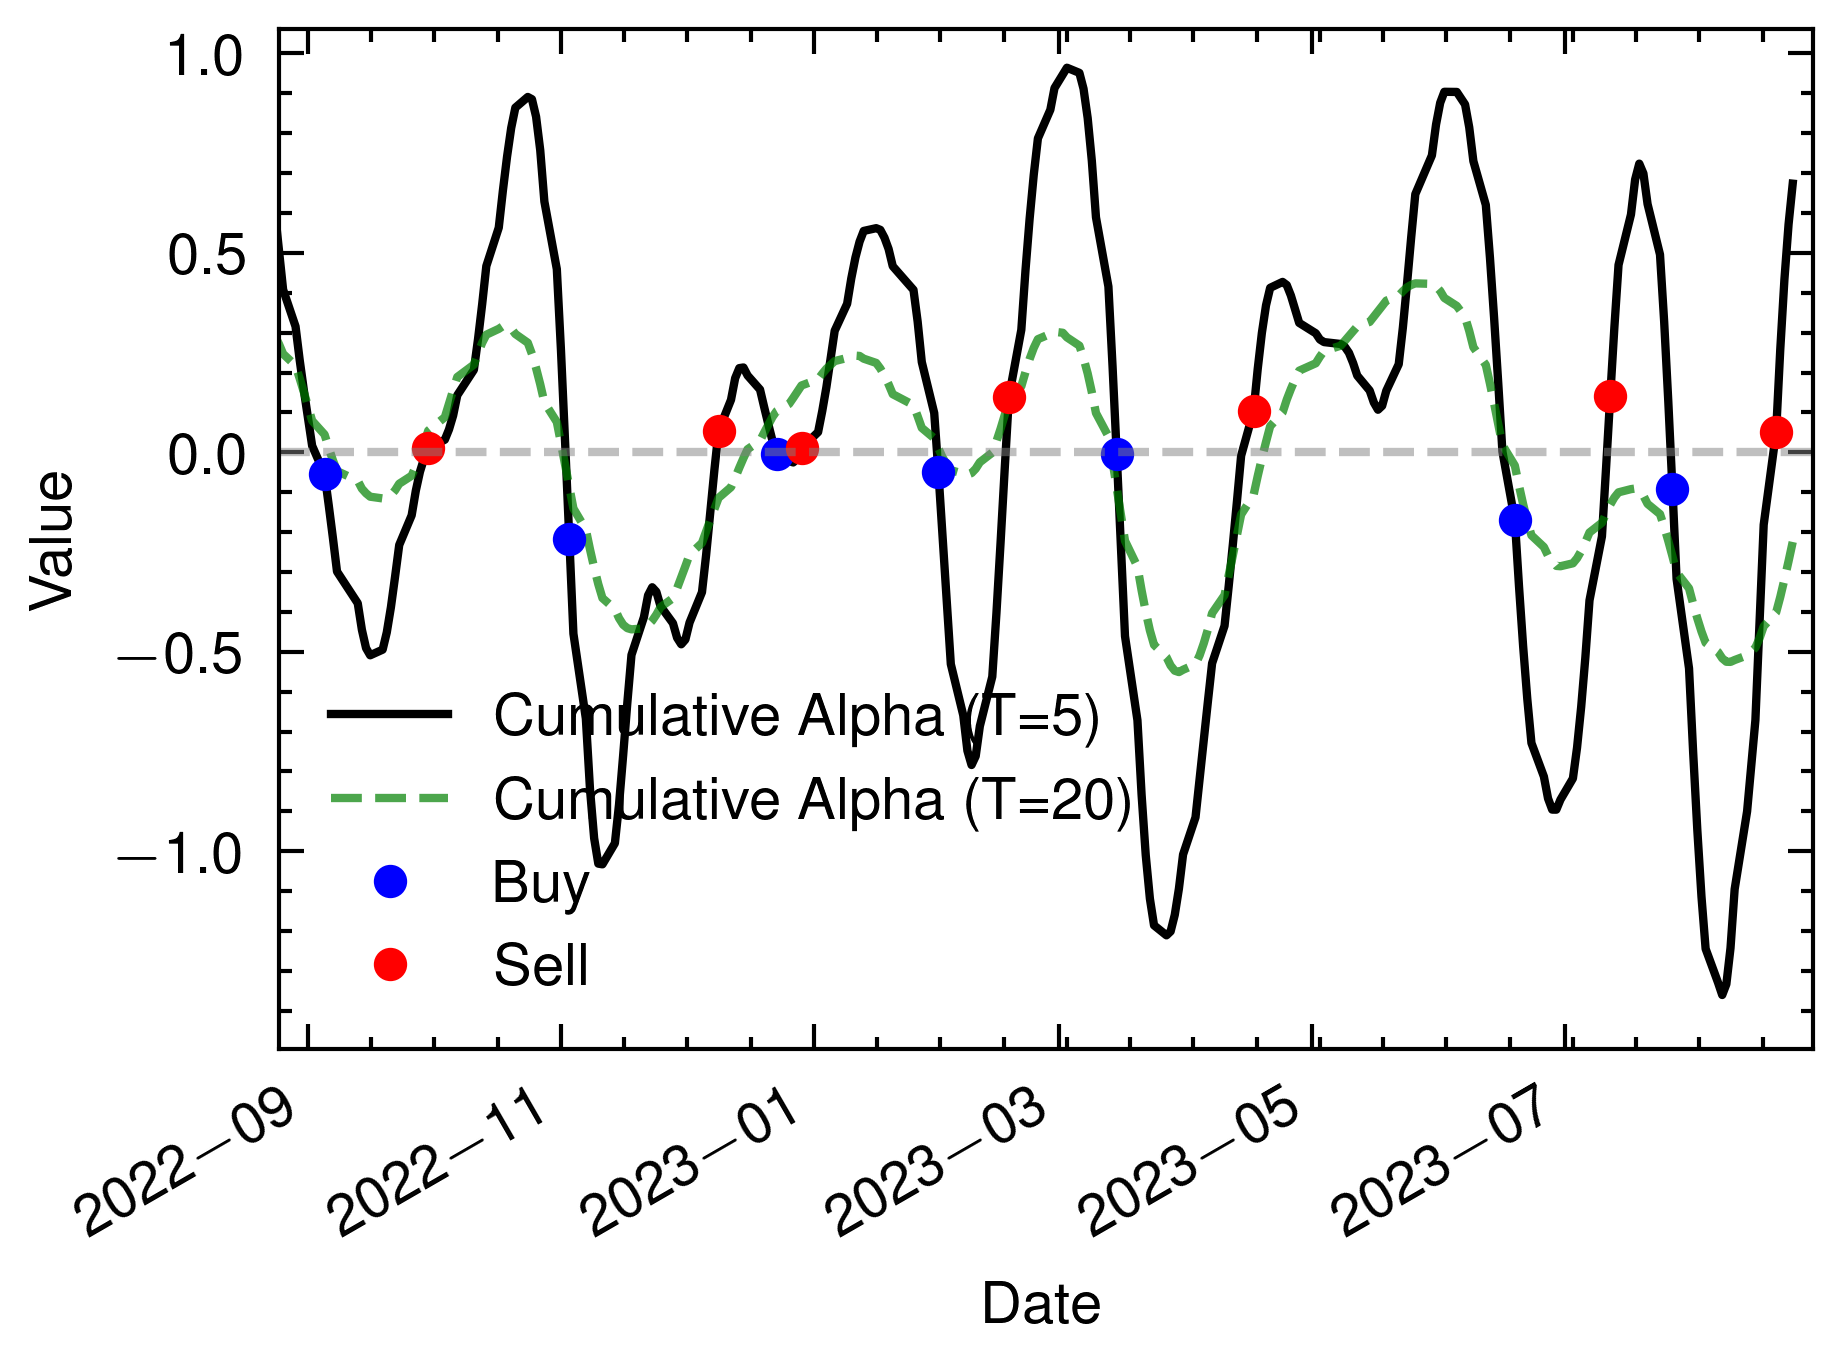 1.0
0.5
0.0
−0.5
−1.0
Value
Cumulative Alpha (T=5)
Cumulative Alpha (T=20)
Buy
Sell
2022−09
2022−11
2023−01
2023−03
2023−05
2023−07
Date